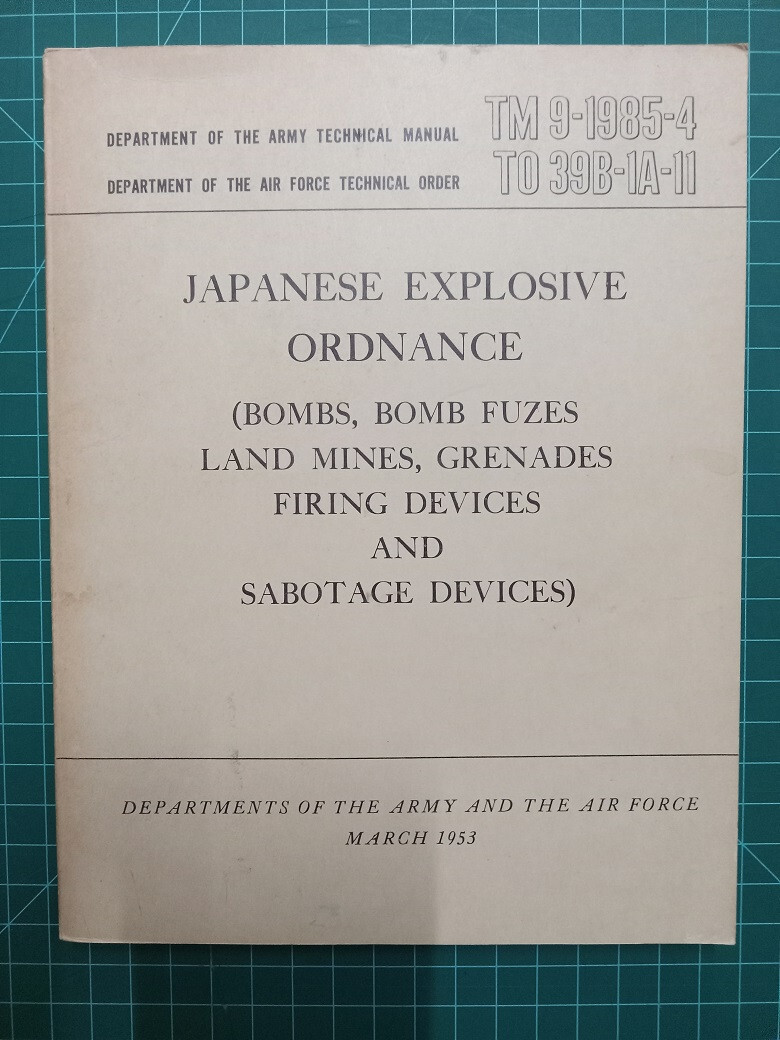 DEPARTMENT OF THE ARMY TECHNICAL MANUAL
TM 9-1985-4
DEPARTMENT OF THE AIR FORCE TECHNICAL ORDER
TO 39B-1A-11
JAPANESE EXPLOSIVE
ORDNANCE
(BOMBS, BOMB FUZES
LAND MINES, GRENADES
FIRING DEVICES
AND
SABOTAGE DEVICES)
DEPARTMENTS OF THE ARMY AND THE AIR FORCE
MARCH 1953